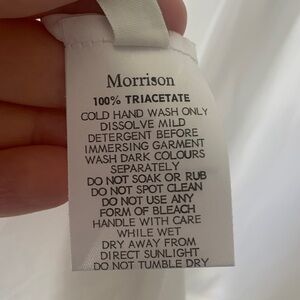 Morrison
100% TRIACETATE
COLD HAND WASH ONLY
DISSOLVE MILD
DETERGENT BEFORE
IMMERSING GARMENT
WASH DARK COLOURS
SEPARATELY
DO NOT SOAK OR RUB
DO NOT SPOT CLEAN
DO NOT USE ANY
FORM OF BLEACH
HANDLE WITH CARE
WHILE WET
DRY AWAY FROM
DIRECT SUNLIGHT
DO NOT TUMBLE DRY